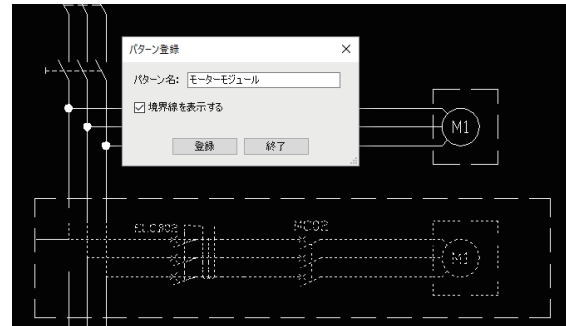 パターン登録
パターン名: モーターモジュール
境界線を表示する
登録 終了
M1
ELCB02 MC02
M1